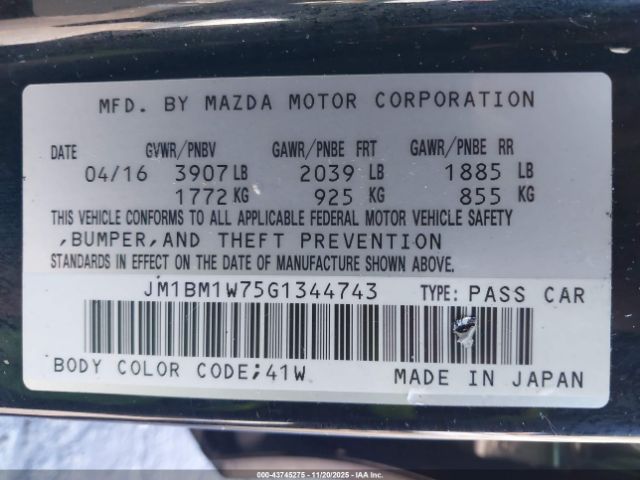 MFD. BY MAZDA MOTOR CORPORATION
DATE GVWR/PNBV GAWR/PNBE FRT GAWR/PNBE RR
04/16 3907 LB 2039 LB 1885 LB
1772 KG 925 KG 855 KG
THIS VEHICLE CONFORMS TO ALL APPLICABLE FEDERAL MOTOR VEHICLE SAFETY
,BUMPER,AND THEFT PREVENTION
STANDARDS IN EFFECT ON THE DATE OF MANUFACTURE SHOWN ABOVE.
JM1BM1W75G1344743 TYPE: PASS CAR
BODY COLOR CODE;41W MADE IN JAPAN
000-43745275 - 11/20/2025 - IAAI. COM